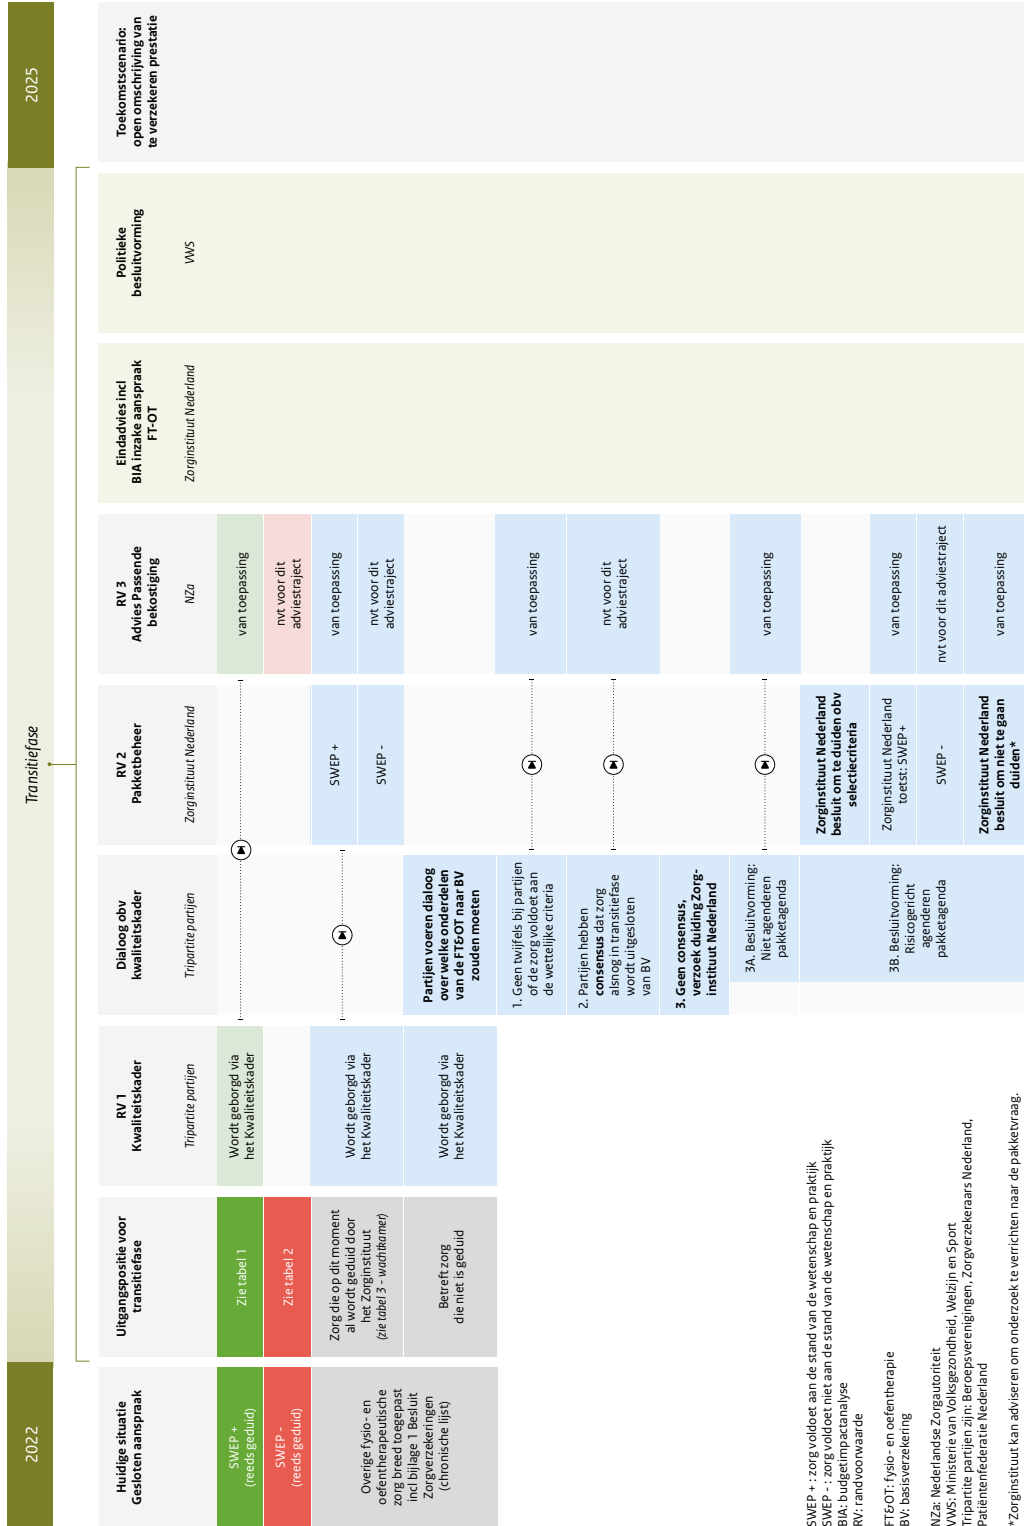 2022
Transitiefase
2025
Huidige situatie
Gesloten aanspraak
Uitgangspositie voor
transitiefase
RV 1
Kwaliteitskader
Tripartite partijen
Dialoog obv
kwaliteitskader
Tripartite partijen
RV 2
Pakketbeheer
Zorginstituut Nederland
RV 3
Advies Passende
bekostiging
NZa
Eindadvies incl
BIA inzake aanspraak
FT-OT
Zorginstituut Nederland
Politieke
besluitvorming
VWS
Toekomstscenario:
open omschrijving van
te verzekeren prestatie
SWEP +
(reeds geduid)
Zie tabel 1
Wordt geborgd via
het Kwaliteitskader
van toepassing
SWEP -
(reeds geduid)
Zie tabel 2
nvt voor dit
adviestraject
Overige fysio- en
oefentherapeutische
zorg breed toegepast
incl bijlage 1 Besluit
Zorgverzekeringen
(chronische lijst)
Zorg die op dit moment
al wordt geduid door
het Zorginstituut
(zie tabel 3 - wachtkamer)
Wordt geborgd via
het Kwaliteitskader
SWEP +
van toepassing
SWEP -
nvt voor dit
adviestraject
Betreft zorg
die niet is geduid
Wordt geborgd via
het Kwaliteitskader
Partijen voeren dialoog
over welke onderdelen
van de FT&OT naar BV
zouden moeten
1. Geen twijfels bij partijen
of de zorg voldoet aan
de wettelijke criteria
van toepassing
2. Partijen hebben
consensus dat zorg
alsnog in transitiefase
wordt uitgesloten
van BV
nvt voor dit
adviestraject
3. Geen consensus,
verzoek duiding Zorg-
instituut Nederland
3A. Besluitvorming:
Niet agenderen
pakketagenda
van toepassing
3B. Besluitvorming:
Risicogericht
agenderen
pakketagenda
Zorginstituut Nederland
besluit om te duiden obv
selectiecriteria
Zorginstituut Nederland
toetst: SWEP+
van toepassing
SWEP -
nvt voor dit adviestraject
Zorginstituut Nederland
besluit om niet te gaan
duiden*
van toepassing
SWEP + : zorg voldoet aan de stand van de wetenschap en praktijk
SWEP - : zorg voldoet niet aan de stand van de wetenschap en praktijk
BIA: budgetimpactanalyse
RV: randvoorwaarde
FT&OT: fysio- en oefentherapie
BV: basisverzekering
NZa: Nederlandse Zorgautoriteit
VWS: Ministerie van Volksgezondheid, Welzijn en Sport
Tripartite partijen zijn: Beroepsverenigingen, Zorgverzekeraars Nederland,
Patiëntenfederatie Nederland
*Zorginstituut kan adviseren om onderzoek te verrichten naar de pakketvraag.